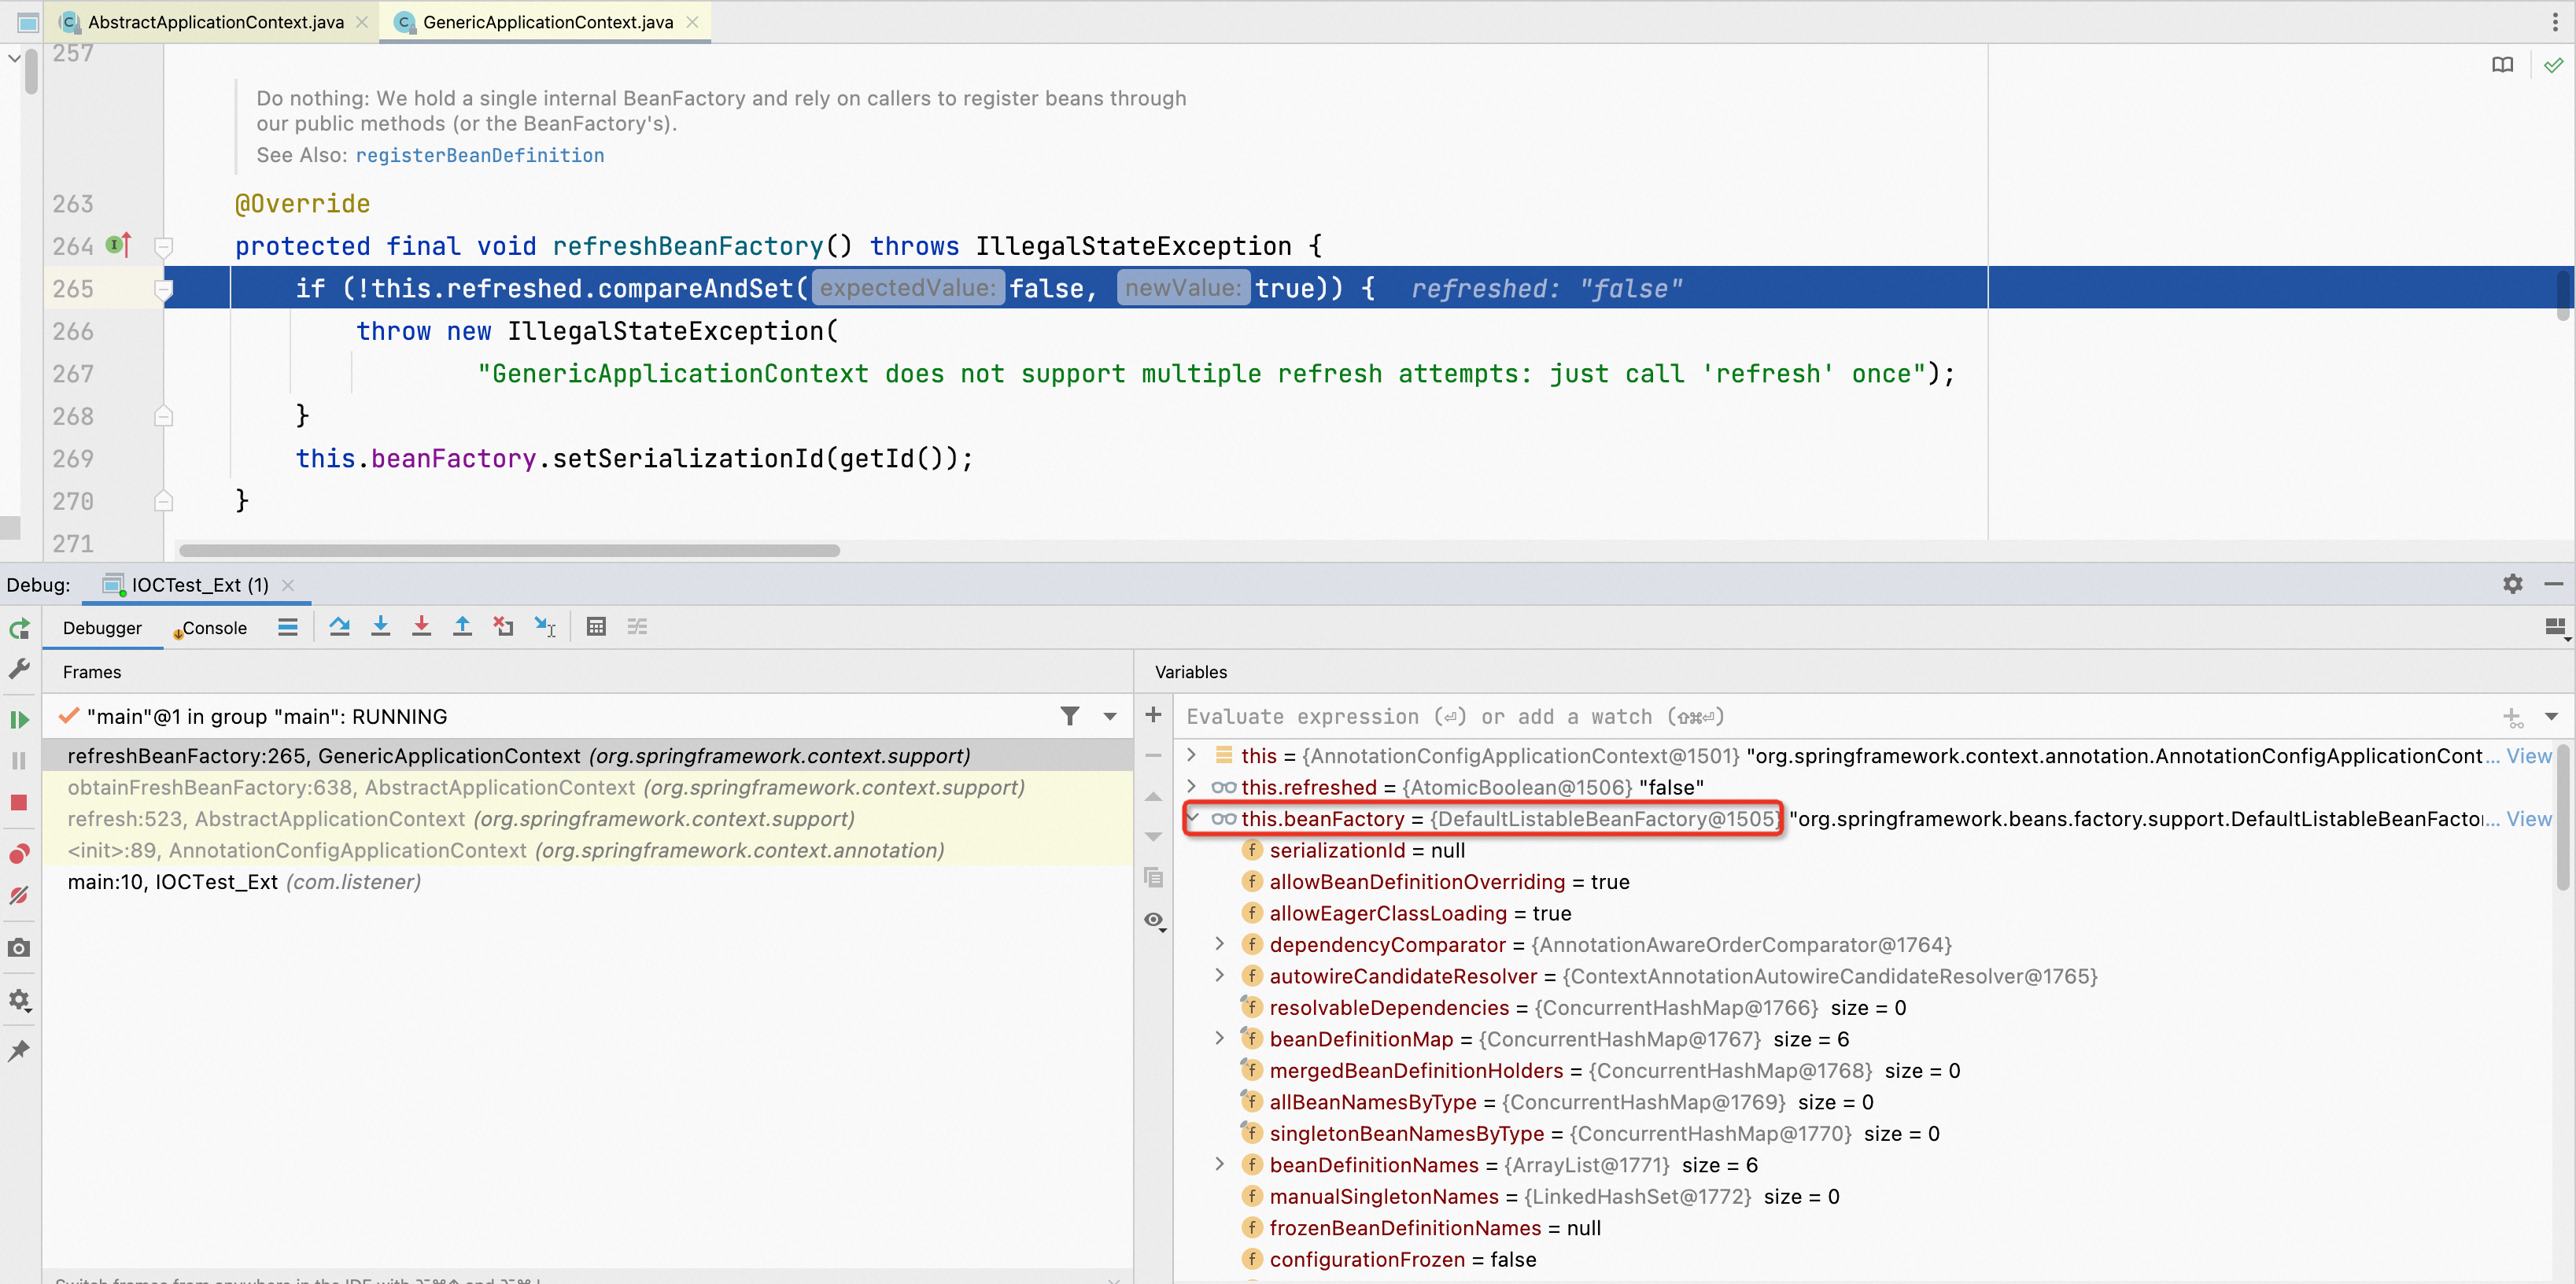 AbstractApplicationContext.java
GenericApplicationContext.java
257
Do nothing: We hold a single internal BeanFactory and rely on callers to register beans through
our public methods (or the BeanFactory's).
See Also: registerBeanDefinition
263 @Override
264 protected final void refreshBeanFactory() throws IllegalStateException {
265 if (!this.refreshed.compareAndSet( expectedValue: false, newValue: true)) { refreshed: "false"
266 throw new IllegalStateException(
267 "GenericApplicationContext does not support multiple refresh attempts: just call 'refresh' once");
268 }
269 this.beanFactory.setSerializationId(getId());
270 }
271
Debug: IOCTest_Ext (1)
Debugger Console
Frames
"main"@1 in group "main": RUNNING
refreshBeanFactory:265, GenericApplicationContext (org.springframework.context.support)
obtainFreshBeanFactory:638, AbstractApplicationContext (org.springframework.context.support)
refresh:523, AbstractApplicationContext (org.springframework.context.support)
<init>:89, AnnotationConfigApplicationContext (org.springframework.context.annotation)
main:10, IOCTest_Ext (com.listener)
Switch frames from anywhere in the IDE with
Variables
Evaluate expression (⏎) or add a watch (⇧⌘⏎)
this = {AnnotationConfigApplicationContext@1501} "org.springframework.context.annotation.AnnotationConfigApplicationCont... View
this.refreshed = {AtomicBoolean@1506} "false"
this.beanFactory = {DefaultListableBeanFactory@1505} "org.springframework.beans.factory.support.DefaultListableBeanFacto... View
serializationId = null
allowBeanDefinitionOverriding = true
allowEagerClassLoading = true
dependencyComparator = {AnnotationAwareOrderComparator@1764}
autowireCandidateResolver = {ContextAnnotationAutowireCandidateResolver@1765}
resolvableDependencies = {ConcurrentHashMap@1766} size = 0
beanDefinitionMap = {ConcurrentHashMap@1767} size = 6
mergedBeanDefinitionHolders = {ConcurrentHashMap@1768} size = 0
allBeanNamesByType = {ConcurrentHashMap@1769} size = 0
singletonBeanNamesByType = {ConcurrentHashMap@1770} size = 0
beanDefinitionNames = {ArrayList@1771} size = 6
manualSingletonNames = {LinkedHashSet@1772} size = 0
frozenBeanDefinitionNames = null
configurationFrozen = false